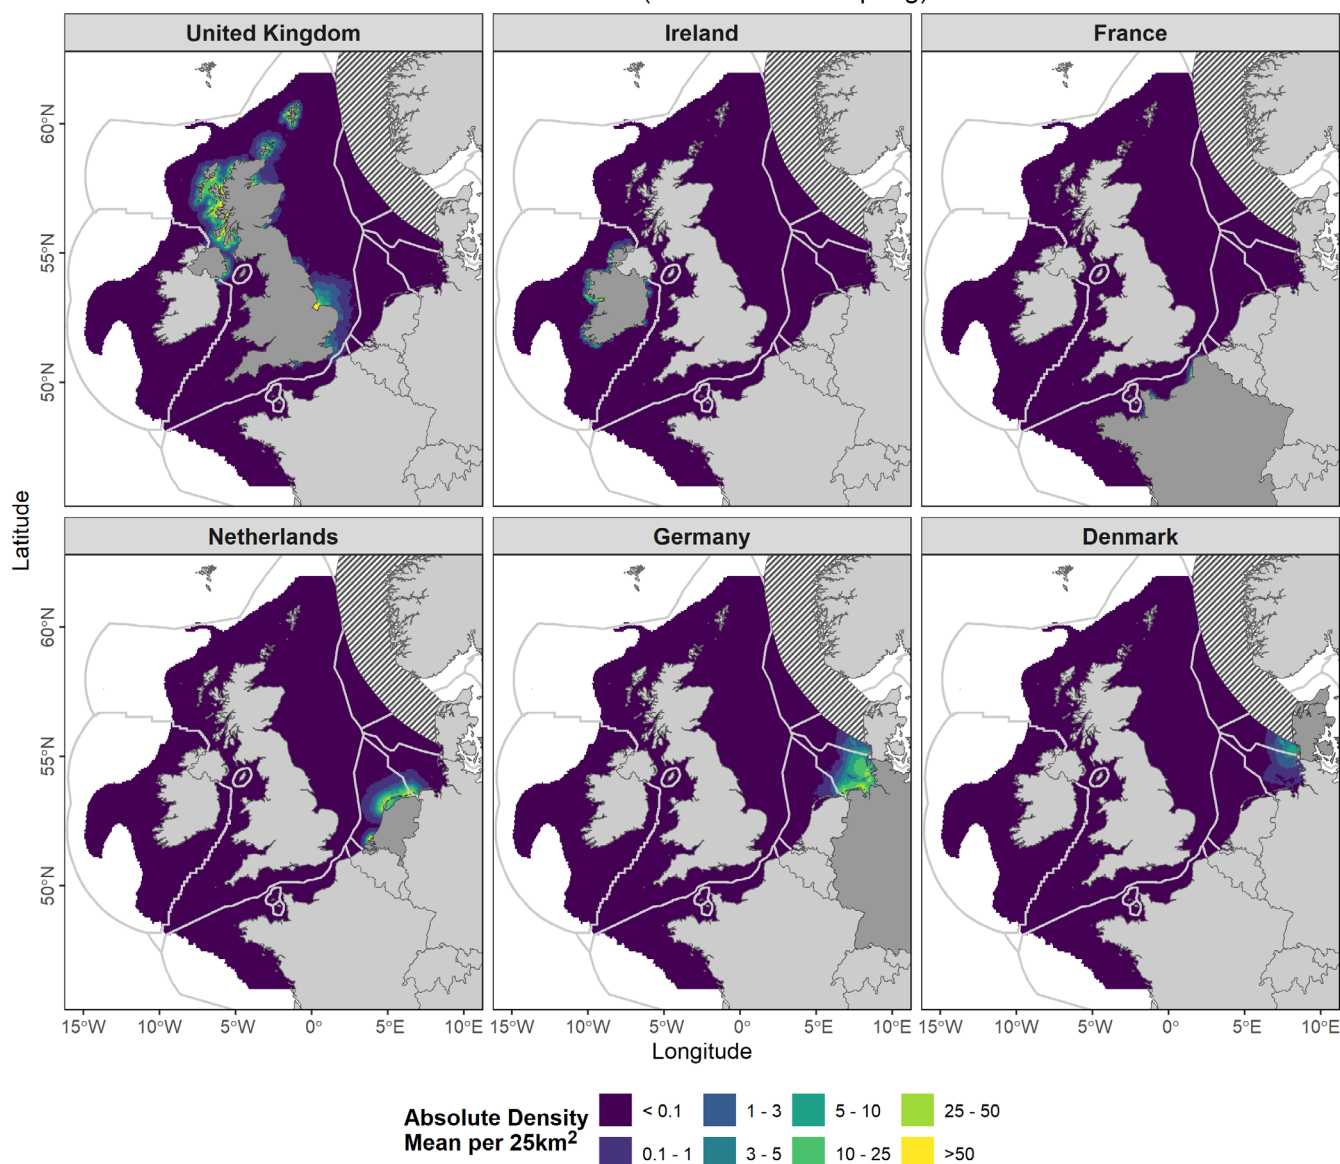 United Kingdom
Ireland
France
60°N
55°N
50°N
Latitude
Netherlands
Germany
Denmark
60°N
55°N
50°N
15°W 10°W 5°W 0° 5°E 10°E
15°W 10°W 5°W 0° 5°E 10°E
15°W 10°W 5°W 0° 5°E 10°E
Longitude
Absolute Density
Mean per 25km²
< 0.1
1 - 3
5 - 10
25 - 50
0.1 - 1
3 - 5
10 - 25
>50